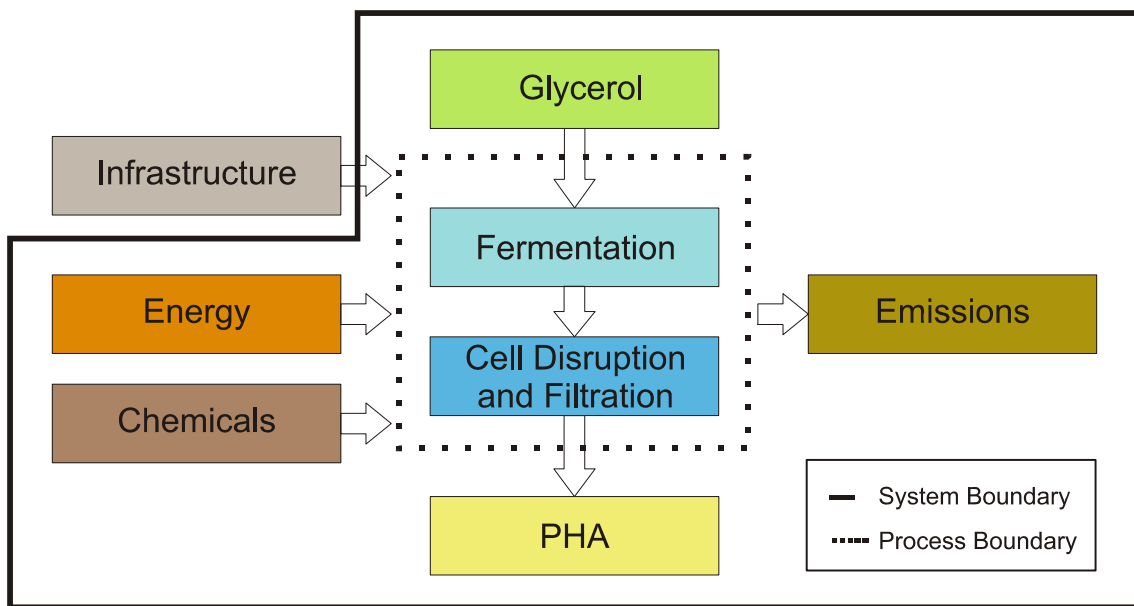 Glycerol
Infrastructure
Fermentation
Energy
Emissions
Cell Disruption
and Filtration
Chemicals
System Boundary
PHA
Process Boundary